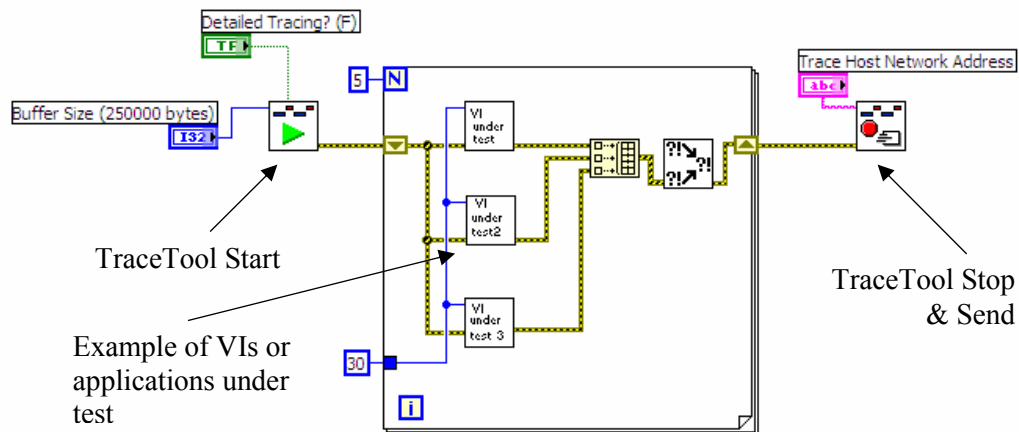 Detailed Tracing? (F)
TF
Buffer Size (250000 bytes)
I32
5
N
VI
under
test
VI
under
test2
VI
under
test 3
30
i
?!
?!
?!
Trace Host Network Address
abc
TraceTool Start
Example of VIs or
applications under
test
TraceTool Stop
& Send